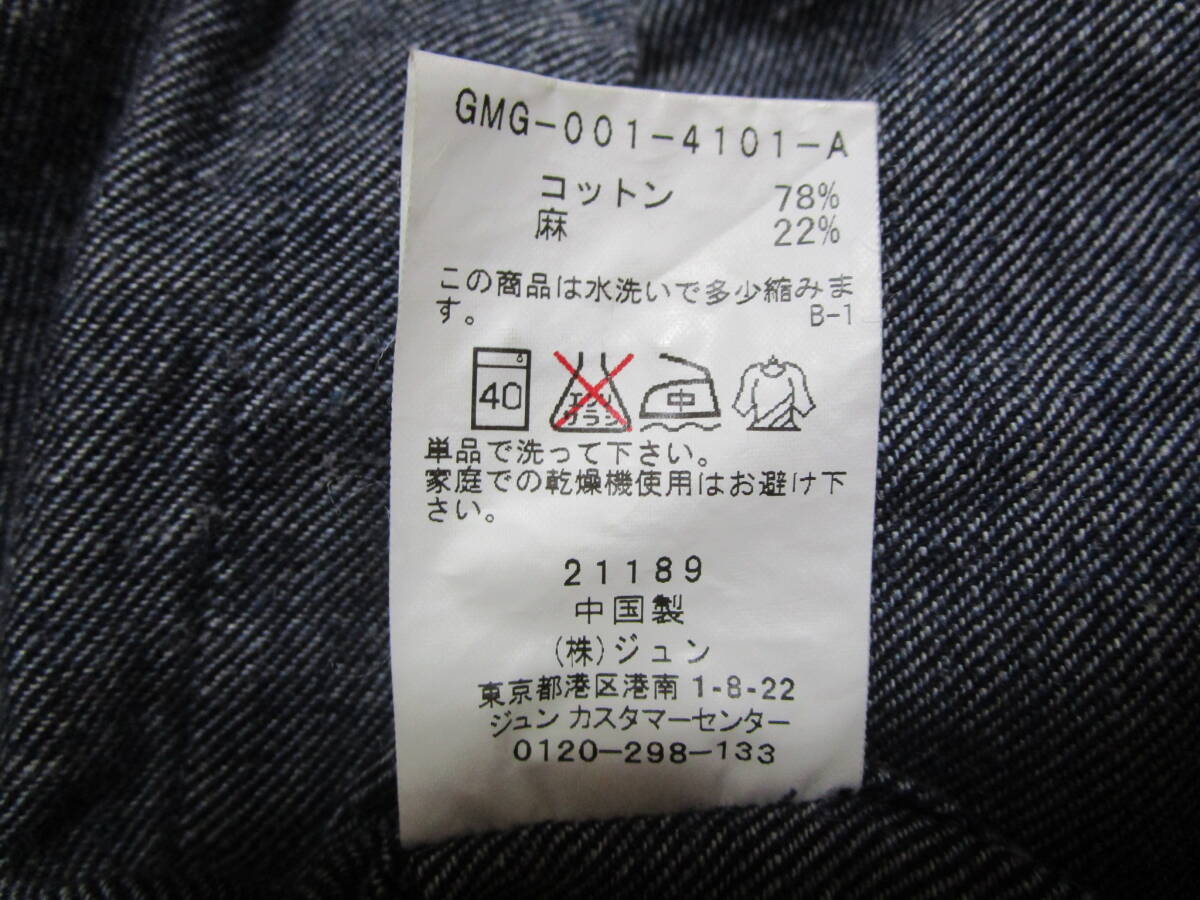 GMG-001-4101-A
コットン 78%
麻 22%
この商品は水洗いで多少縮みま
す。 B-1
40
エンソ
サラシ
中
単品で洗って下さい。
家庭での乾燥機使用はお避け下
さい。
21189
中国製
(株)ジュン
東京都港区港南 1-8-22
ジュン カスタマーセンター
0120-298-133